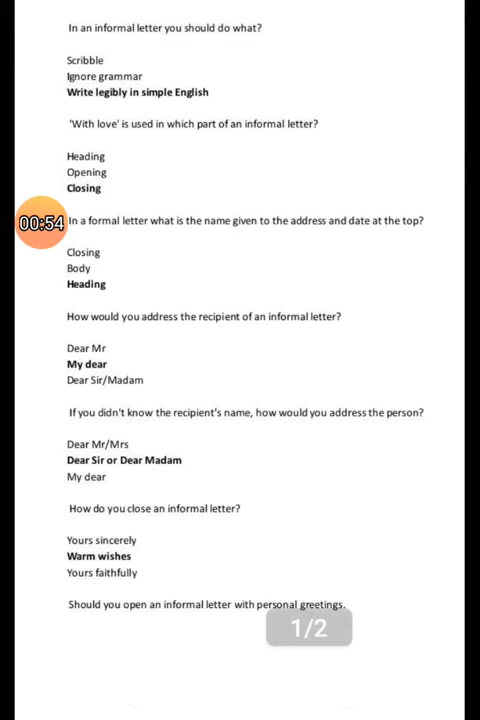 In an informal letter you should do what?
Scribble
Ignore grammar
Write legibly in simple English
'With love' is used in which part of an informal letter?
Heading
Opening
Closing
00:54
In a formal letter what is the name given to the address and date at the top?
Closing
Body
Heading
How would you address the recipient of an informal letter?
Dear Mr
My dear
Dear Sir/Madam
If you didn't know the recipient's name, how would you address the person?
Dear Mr/Mrs
Dear Sir or Dear Madam
My dear
How do you close an informal letter?
Yours sincerely
Warm wishes
Yours faithfully
Should you open an informal letter with personal greetings.
1/2